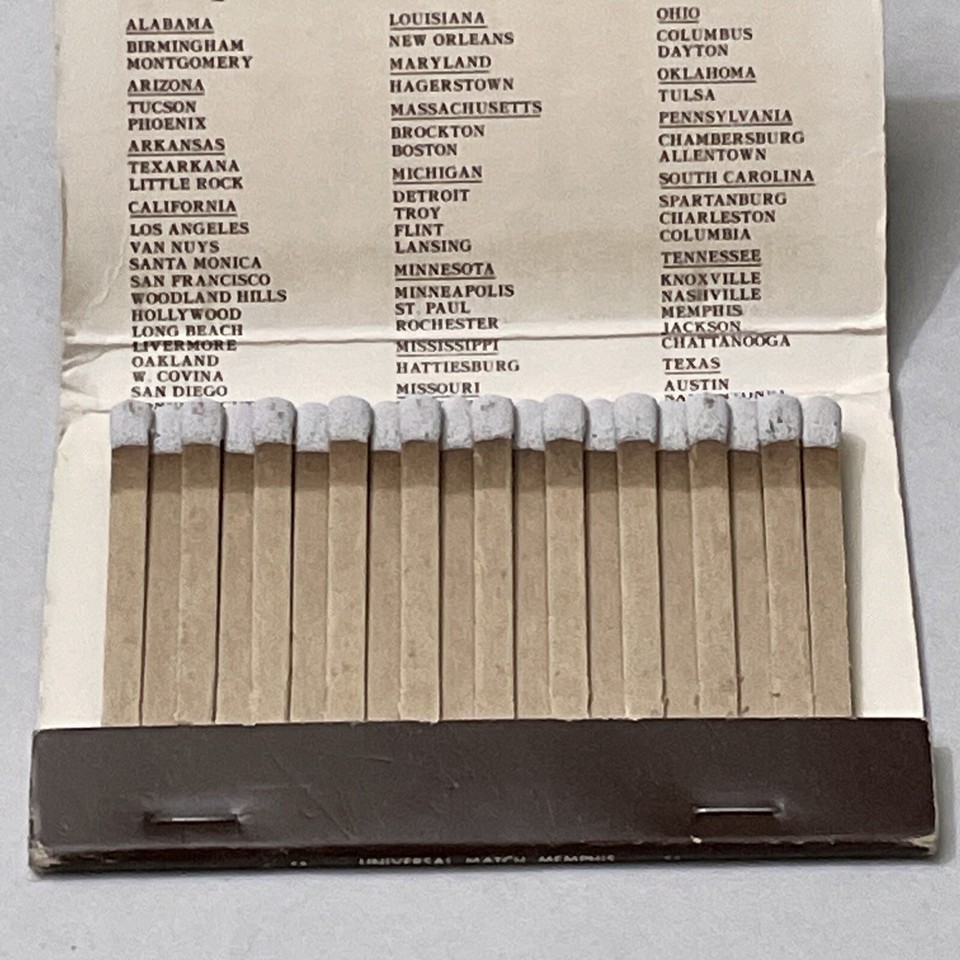 ALABAMA
BIRMINGHAM
MONTGOMERY
ARIZONA
TUCSON
PHOENIX
ARKANSAS
TEXARKANA
LITTLE ROCK
CALIFORNIA
LOS ANGELES
VAN NUYS
SANTA MONICA
SAN FRANCISCO
WOODLAND HILLS
HOLLYWOOD
LONG BEACH
LIVERMORE
OAKLAND
W. COVINA
SAN DIEGO
LOUISIANA
NEW ORLEANS
MARYLAND
HAGERSTOWN
MASSACHUSETTS
BROCKTON
BOSTON
MICHIGAN
DETROIT
TROY
FLINT
LANSING
MINNESOTA
MINNEAPOLIS
ST. PAUL
ROCHESTER
MISSISSIPPI
HATTIESBURG
MISSOURI
OHIO
COLUMBUS
DAYTON
OKLAHOMA
TULSA
PENNSYLVANIA
CHAMBERSBURG
ALLENTOWN
SOUTH CAROLINA
SPARTANBURG
CHARLESTON
COLUMBIA
TENNESSEE
KNOXVILLE
NASHVILLE
MEMPHIS
JACKSON
CHATTANOOGA
TEXAS
AUSTIN
UNIVERSAL MATCH MEMPHIS